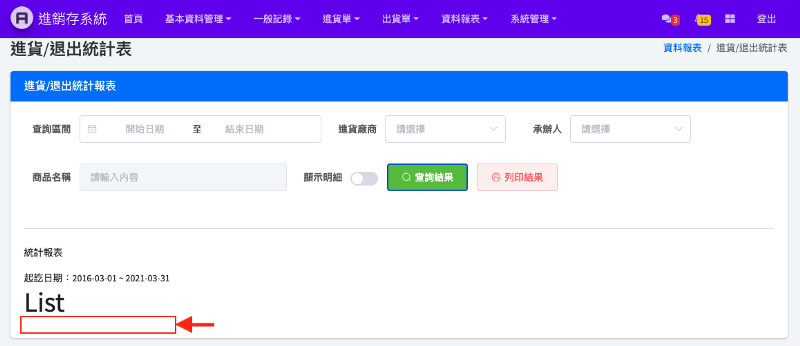 A 進銷存系統 首頁 基本資料管理 一般記錄 進貨單 出貨單 資料報表 系統管理 3 15 登出
進貨/退出統計表 資料報表 / 進貨/退出統計表
進貨/退出統計報表
查詢區間 開始日期 至 結束日期 進貨廠商 請選擇 承辦人 請選擇
商品名稱 請輸入內容 顯示明細 查詢結果 列印結果
統計報表
起訖日期：2016-03-01 ~ 2021-03-31
List